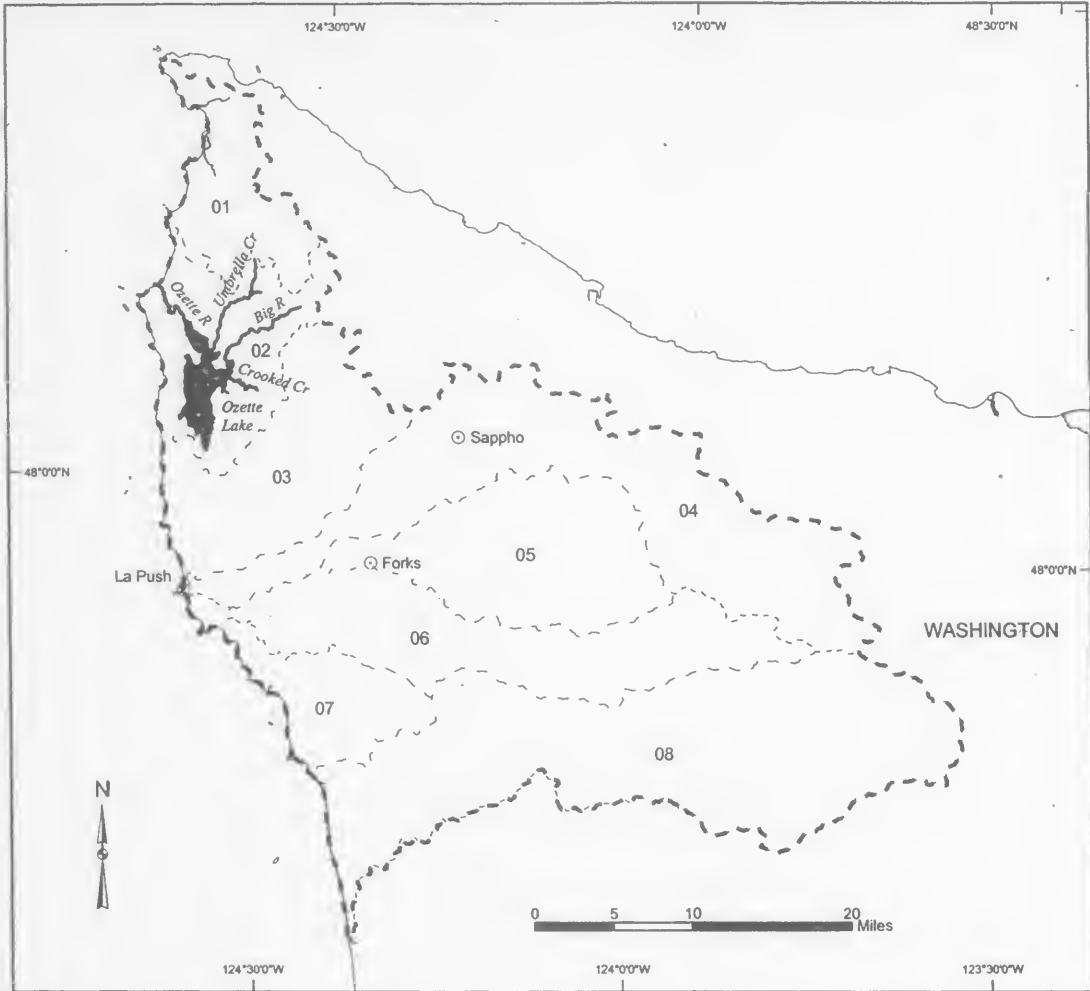 124°30'0"W
124°0'0"W
48°30'0"N
01
Umbrella Cr
Ozette R
Big R
02
Crooked Cr
Ozette
Lake
Sappho
48°0'0"N
03
04
05
Forks
48°0'0"N
La Push
WASHINGTON
06
07
08
N
0 5 10 20
Miles
124°30'0"W
124°0'0"W
123°30'0"W